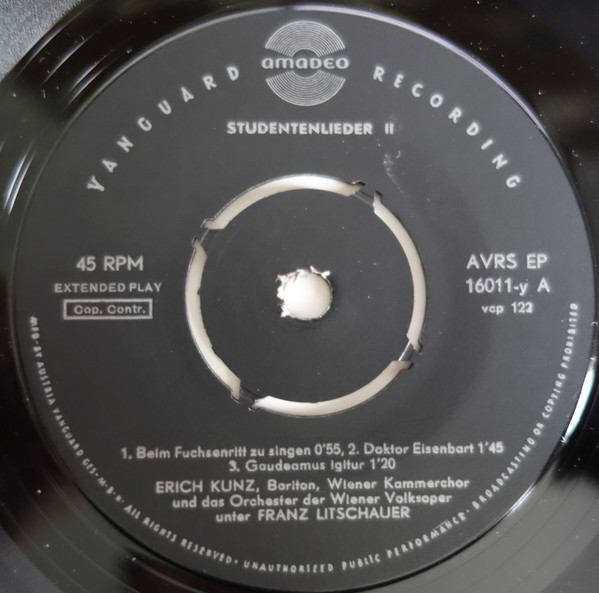 amadeo
VANGUARD RECORDING
STUDENTENLIEDER II
45 RPM
EXTENDED PLAY
Cop. Contr.
AVRS EP
16011-y A
vcp 122
1. Beim Fuchsenritt zu singen 0'55, 2. Doktor Eisenbart 1'45
3. Gaudeamus igitur 1'20
ERICH KUNZ, Bariton, Wiener Kammerchor
und das Orchester der Wiener Volksoper
unter FRANZ LITSCHAUER
MFD·BY AUSTRIA VANGUARD GES·M·B·H· ALL RIGHTS RESERVED· UNAUTHORIZED PUBLIC PERFORMANCE· BROADCASTING OR COPYING PROHIBITED